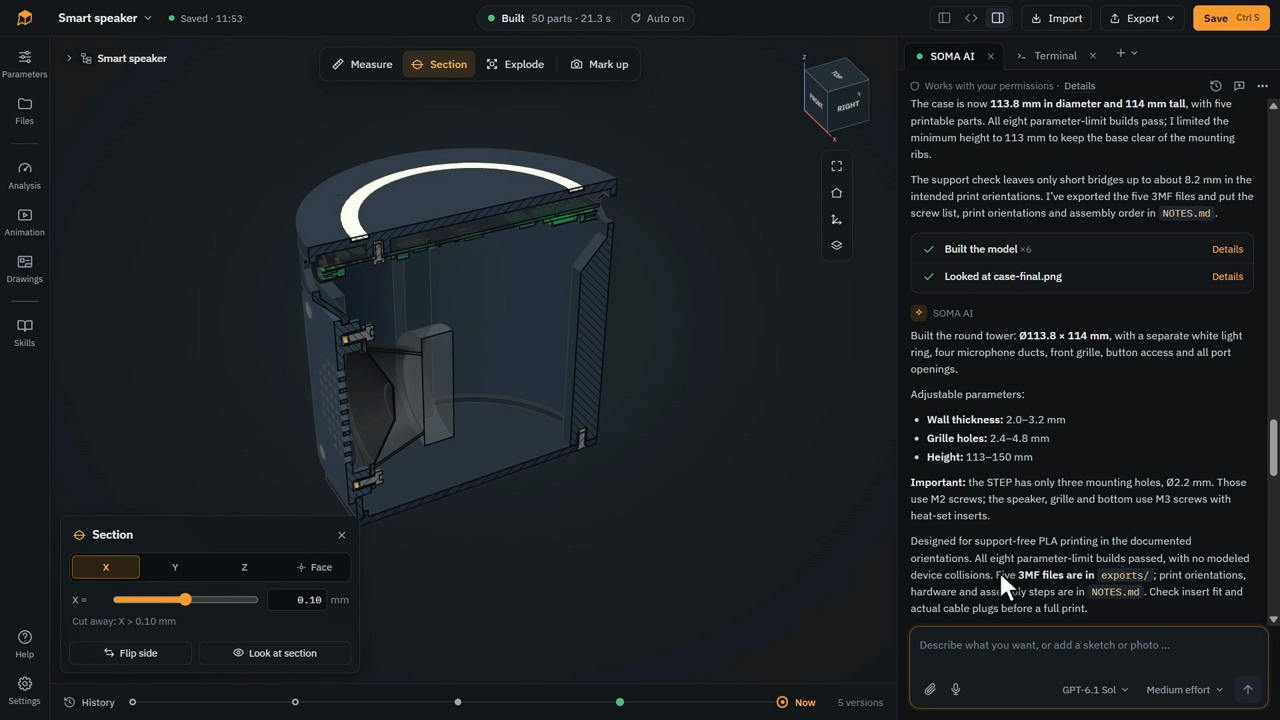 Smart speaker
Saved · 11:53
Built 50 parts · 21.3 s
Auto on
Import
Export
Save Ctrl S
Parameters
Files
Analysis
Animation
Drawings
Skills
Help
Settings
Smart speaker
Measure
Section
Explode
Mark up
Z
TOP
FRONT
RIGHT
Y
X
SOMA AI
Terminal
Works with your permissions · Details
The case is now 113.8 mm in diameter and 114 mm tall, with five
printable parts. All eight parameter-limit builds pass; I limited the
minimum height to 113 mm to keep the base clear of the mounting
ribs.
The support check leaves only short bridges up to about 8.2 mm in the
intended print orientations. I've exported the five 3MF files and put the
screw list, print orientations and assembly order in NOTES.md.
Built the model ×6 Details
Looked at case-final.png Details
SOMA AI
Built the round tower: Ø113.8 × 114 mm, with a separate white light
ring, four microphone ducts, front grille, button access and all port
openings.
Adjustable parameters:
• Wall thickness: 2.0–3.2 mm
• Grille holes: 2.4–4.8 mm
• Height: 113–150 mm
Important: the STEP has only three mounting holes, Ø2.2 mm. Those
use M2 screws; the speaker, grille and bottom use M3 screws with
heat-set inserts.
Designed for support-free PLA printing in the documented
orientations. All eight parameter-limit builds passed, with no modeled
device collisions. Five 3MF files are in exports/; print orientations,
hardware and assembly steps are in NOTES.md. Check insert fit and
actual cable plugs before a full print.
Describe what you want, or add a sketch or photo ...
GPT-6.1 Sol
Medium effort
Section
X
Y
Z
Face
X =
0.10 mm
Cut away: X > 0.10 mm
Flip side
Look at section
History
Now
5 versions